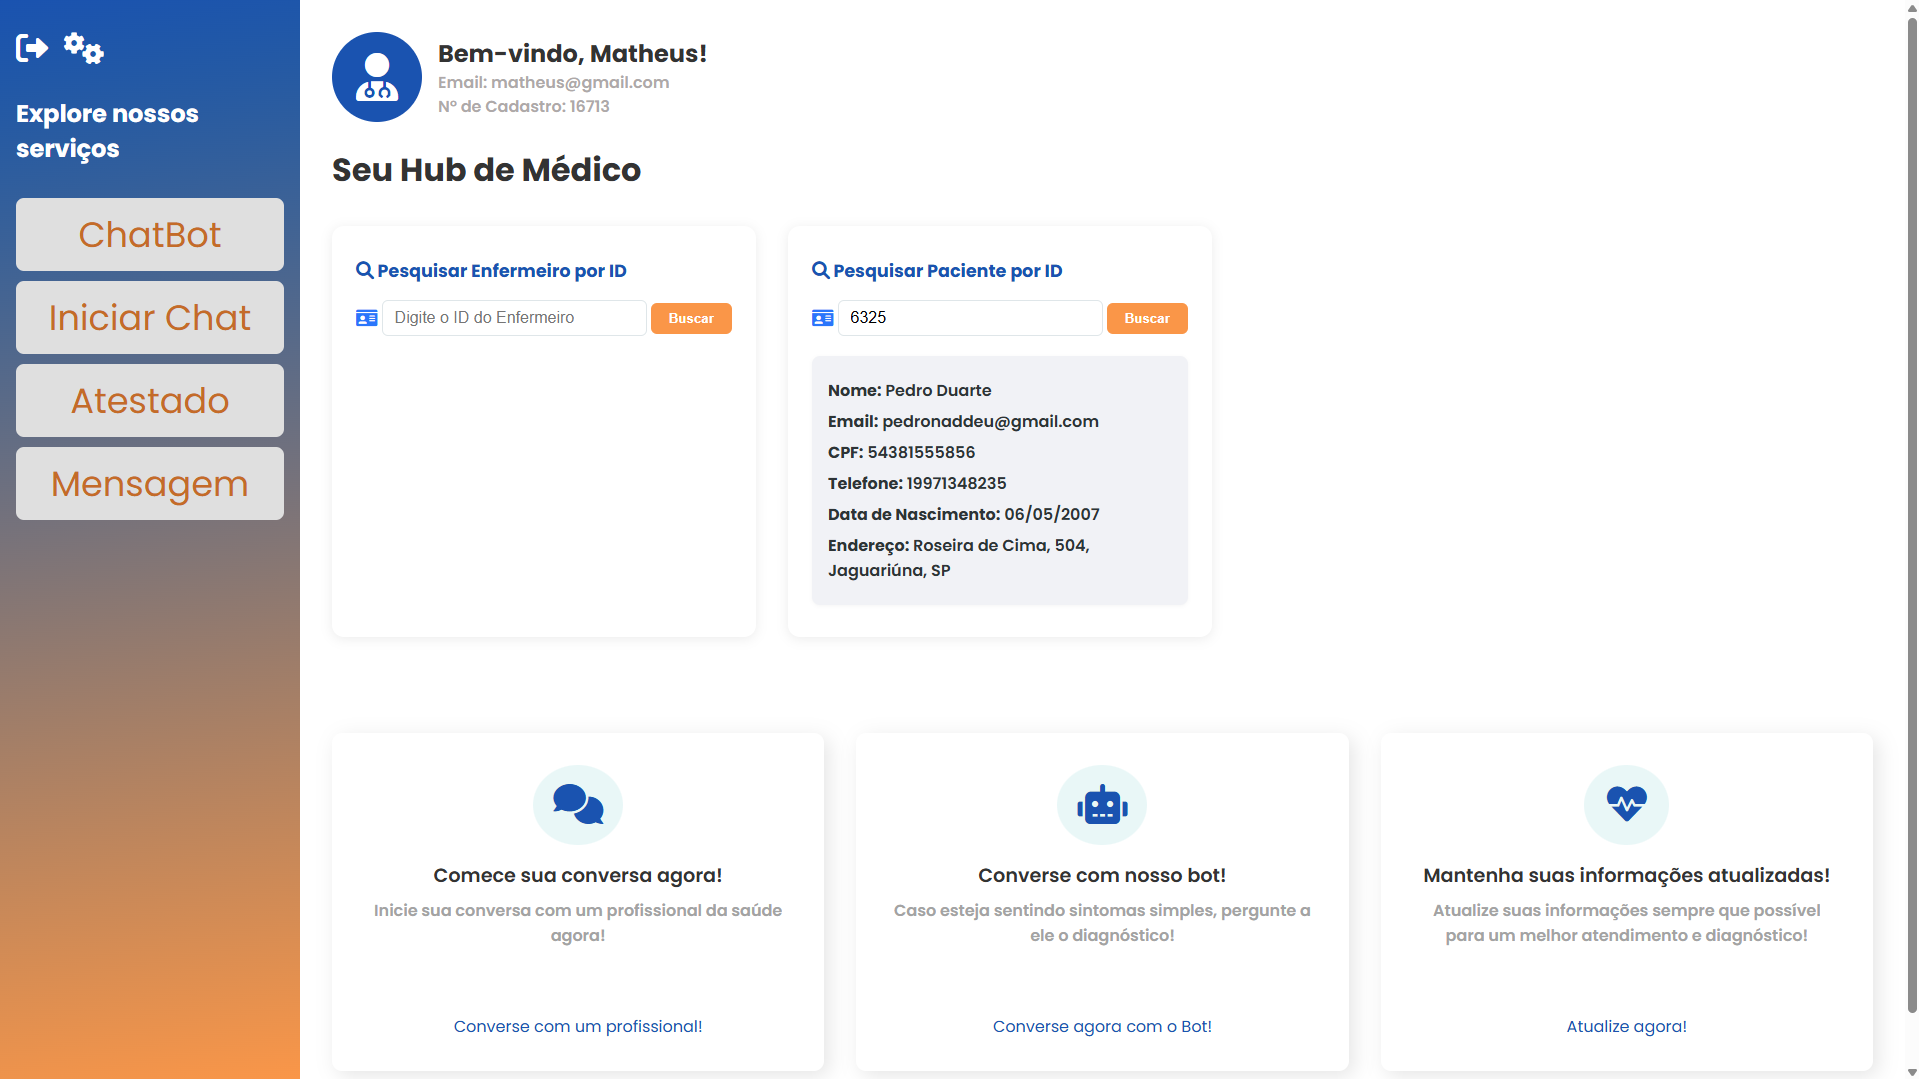 Explore nossos
serviços
ChatBot
Iniciar Chat
Atestado
Mensagem
Bem-vindo, Matheus!
Email: matheus@gmail.com
Nº de Cadastro: 16713
Seu Hub de Médico
Pesquisar Enfermeiro por ID
Digite o ID do Enfermeiro
Buscar
Pesquisar Paciente por ID
6325
Buscar
Nome: Pedro Duarte
Email: pedronaddeu@gmail.com
CPF: 54381555856
Telefone: 19971348235
Data de Nascimento: 06/05/2007
Endereço: Roseira de Cima, 504,
Jaguariúna, SP
Comece sua conversa agora!
Inicie sua conversa com um profissional da saúde
agora!
Converse com um profissional!
Converse com nosso bot!
Caso esteja sentindo sintomas simples, pergunte a
ele o diagnóstico!
Converse agora com o Bot!
Mantenha suas informações atualizadas!
Atualize suas informações sempre que possível
para um melhor atendimento e diagnóstico!
Atualize agora!